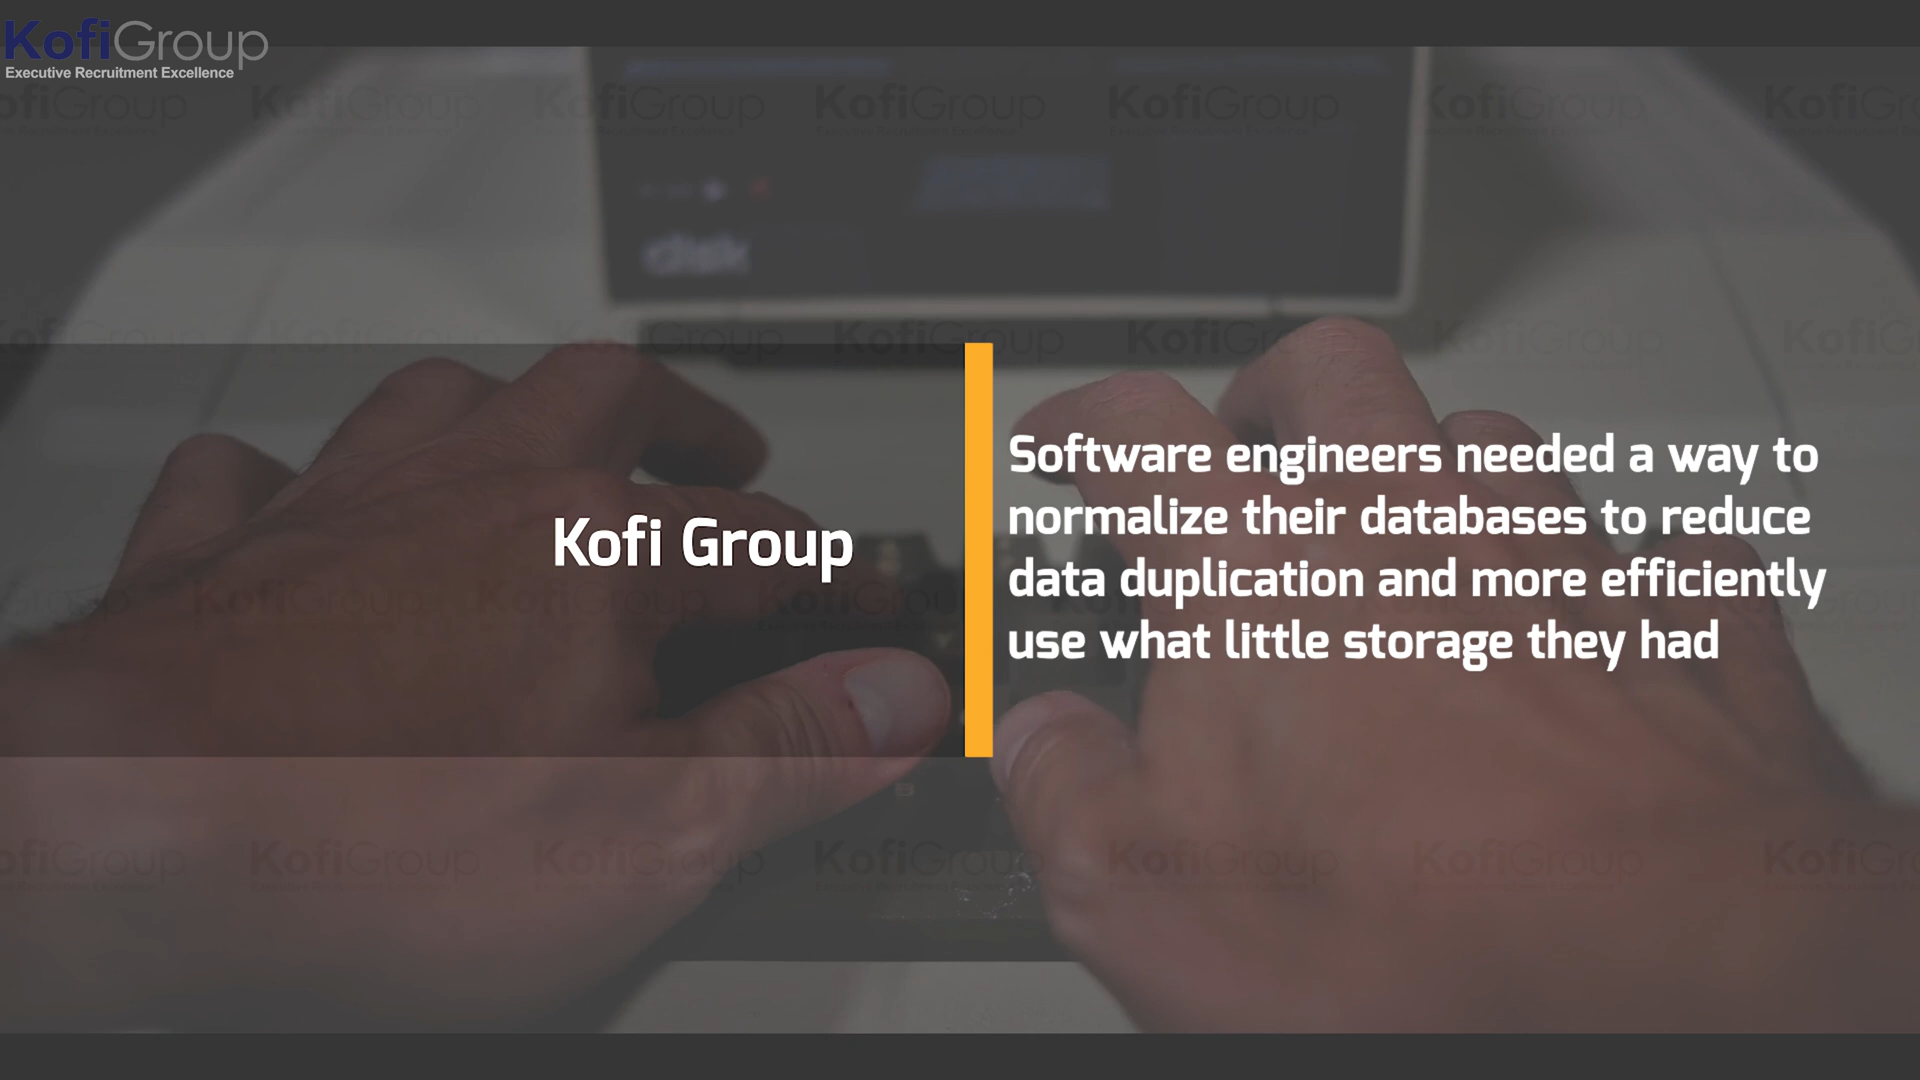 KofiGroup
Executive Recruitment Excellence
disk
Kofi Group
Software engineers needed a way to
normalize their databases to reduce
data duplication and more efficiently
use what little storage they had